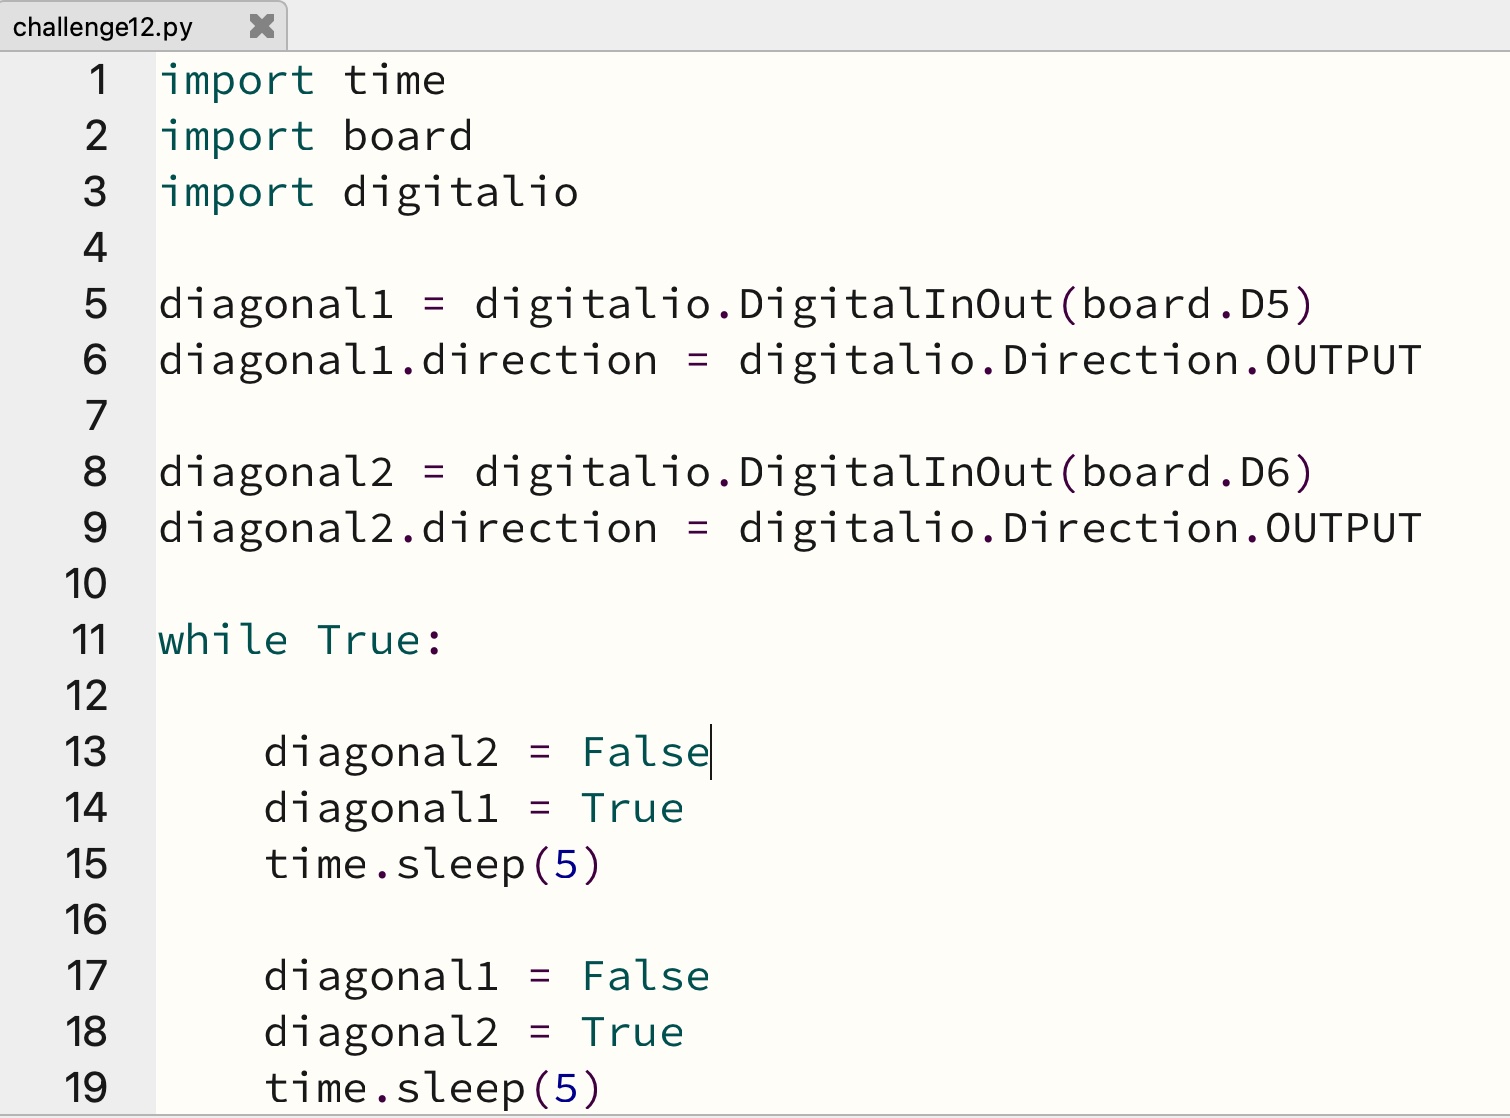 challenge12.py
1 import time
2 import board
3 import digitalio
4
5 diagonal1 = digitalio.DigitalInOut(board.D5)
6 diagonal1.direction = digitalio.Direction.OUTPUT
7
8 diagonal2 = digitalio.DigitalInOut(board.D6)
9 diagonal2.direction = digitalio.Direction.OUTPUT
10
11 while True:
12
13     diagonal2 = False
14     diagonal1 = True
15     time.sleep(5)
16
17     diagonal1 = False
18     diagonal2 = True
19     time.sleep(5)